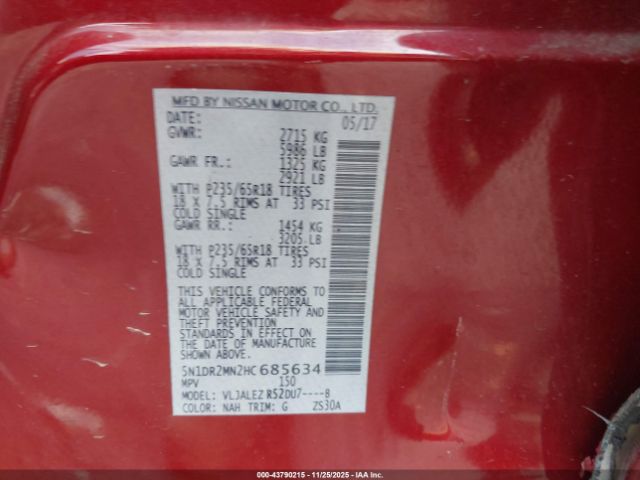 MFD BY NISSAN MOTOR CO., LTD.
DATE: 05/17
GVWR: 2715 KG
5986 LB
GAWR FR.: 1325 KG
2921 LB
WITH P235/65R18 TIRES
18 X 7.5 RIMS AT 33 PSI
COLD SINGLE
GAWR RR.: 1454 KG
3205 LB
WITH P235/65R18 TIRES
18 X 7.5 RIMS AT 33 PSI
COLD SINGLE
THIS VEHICLE CONFORMS TO
ALL APPLICABLE FEDERAL
MOTOR VEHICLE SAFETY AND
THEFT PREVENTION
STANDARDS IN EFFECT ON
THE DATE OF MANUFACTURE
SHOWN ABOVE.
5N1DR2MN2HC685634
MPV 150
MODEL: VLJALEZ R52DU7----B
COLOR: NAH TRIM: G ZS30A
000-43790215 - 11/25/2025 - IAAI.CA